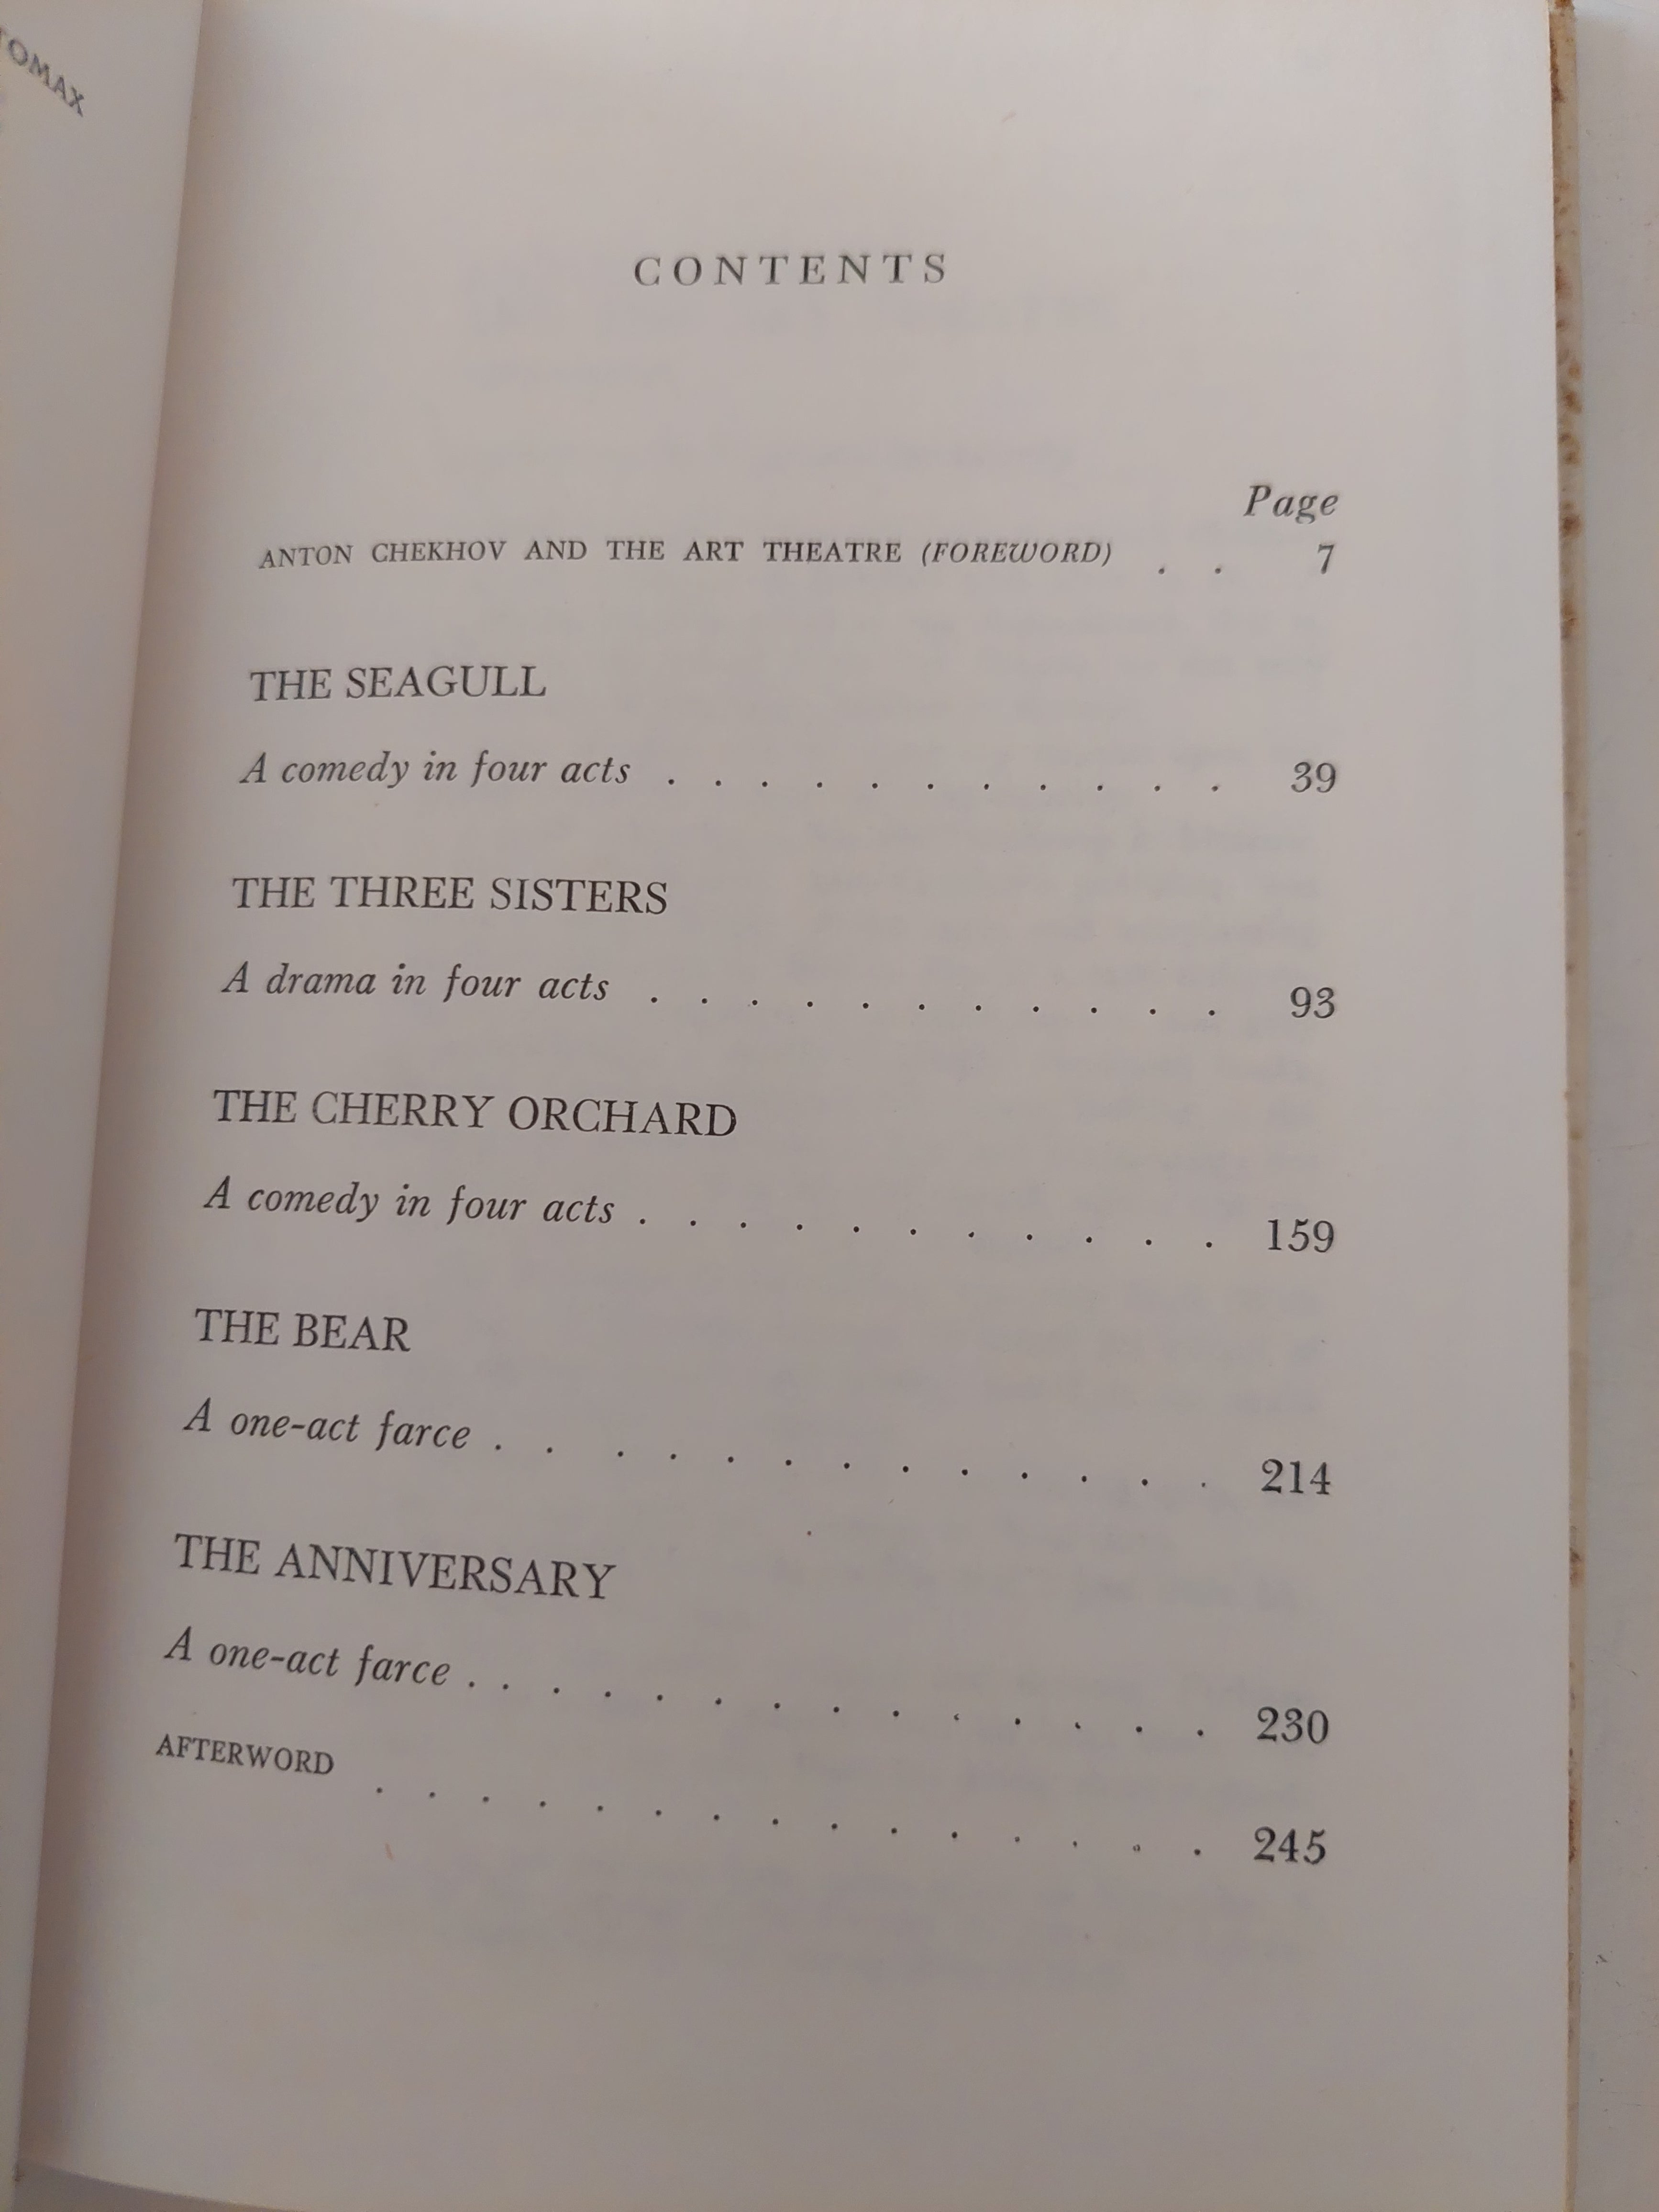 TOMAX
CONTENTS
Page
ANTON CHEKHOV AND THE ART THEATRE (FOREWORD) . . 7
THE SEAGULL
A comedy in four acts . . . . . . . . . . . 39
THE THREE SISTERS
A drama in four acts . . . . . . . . . . . 93
THE CHERRY ORCHARD
A comedy in four acts . . . . . . . . . . . 159
THE BEAR
A one-act farce . . . . . . . . . . . . . 214
THE ANNIVERSARY
A one-act farce . . . . . . . . . . . . . . 230
AFTERWORD . . . . . . . . . . . . . . . 245